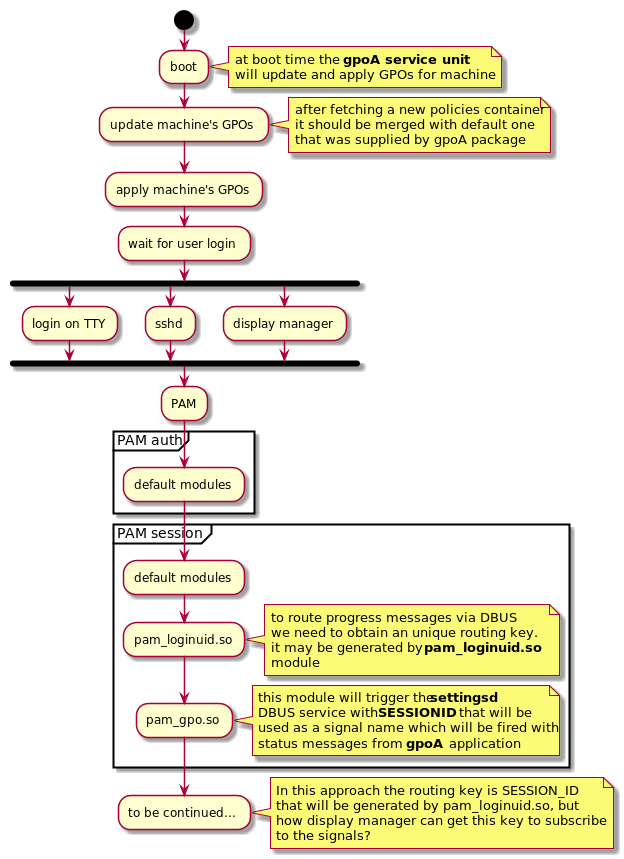 boot
at boot time the gpoA service unit
will update and apply GPOs for machine
update machine's GPOs
after fetching a new policies container
it should be merged with default one
that was supplied by gpoA package
apply machine's GPOs
wait for user login
login on TTY
sshd
display manager
PAM
PAM auth
default modules
PAM session
default modules
pam_loginuid.so
to route progress messages via DBUS
we need to obtain an unique routing key.
it may be generated by pam_loginuid.so
module
pam_gpo.so
this module will trigger the settingsd
DBUS service with SESSIONID that will be
used as a signal name which will be fired with
status messages from gpoA application
to be continued...
In this approach the routing key is SESSION_ID
that will be generated by pam_loginuid.so, but
how display manager can get this key to subscribe
to the signals?